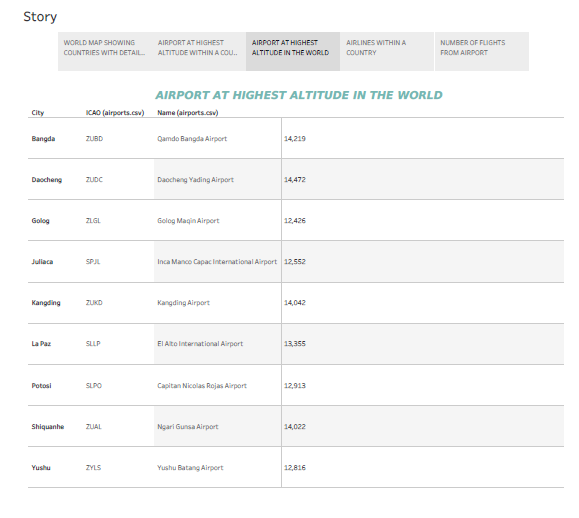 Story
WORLD MAP SHOWING COUNTRIES WITH DETAIL...
AIRPORT AT HIGHEST ALTITUDE WITHIN A COU...
AIRPORT AT HIGHEST ALTITUDE IN THE WORLD
AIRLINES WITHIN A COUNTRY
NUMBER OF FLIGHTS FROM AIRPORT
AIRPORT AT HIGHEST ALTITUDE IN THE WORLD
City ICAO (airports.csv) Name (airports.csv)
Bangda ZUBD Qamdo Bangda Airport 14,219
Daocheng ZUDC Daocheng Yading Airport 14,472
Golog ZLGL Golog Maqin Airport 12,426
Juliaca SPJL Inca Manco Capac International Airport 12,552
Kangding ZUKD Kangding Airport 14,042
La Paz SLLP El Alto International Airport 13,355
Potosi SLPO Capitan Nicolas Rojas Airport 12,913
Shiquanhe ZUAL Ngari Gunsa Airport 14,022
Yushu ZYLS Yushu Batang Airport 12,816